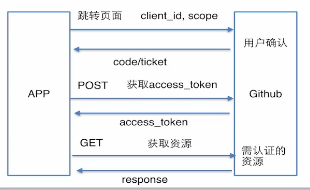 跳转页面 client_id, scope
用户确认
code/ticket
APP
POST 获取access_token
Github
access_token
GET 获取资源
需认证的
资源
response